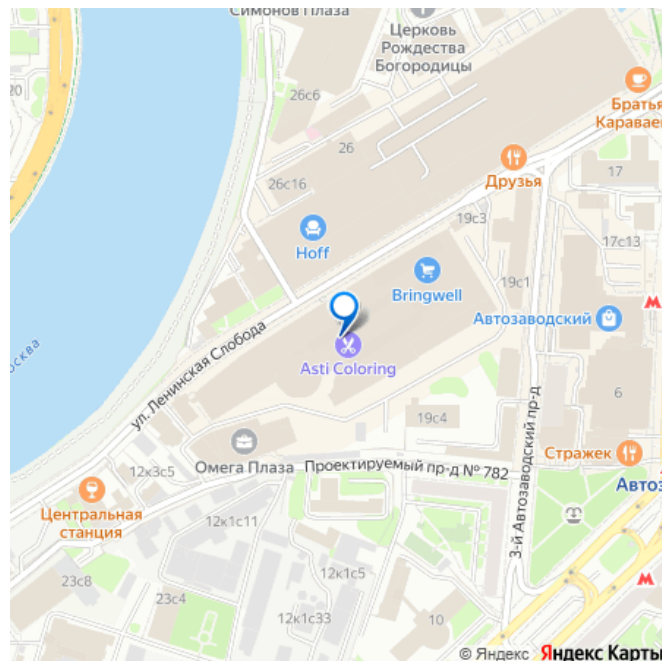 Симонов Плаза
Церковь
Рождества
Богородицы
20
26с6
Братья
Караваев
26
Друзья
17
26с16
19с3
17с13
Hoff
19с1
Bringwell
Автозаводский
ул. Ленинская Слобода
Asti Coloring
6
19с4
3-й Автозаводский пр-д
Стражек
Омега Плаза
Проектируемый пр-д № 782
12к3с5
Автоз
Центральная
станция
12к1с11
23с8
12к1с5
23с4
12к1с33
10
© Яндекс Яндекс Карты